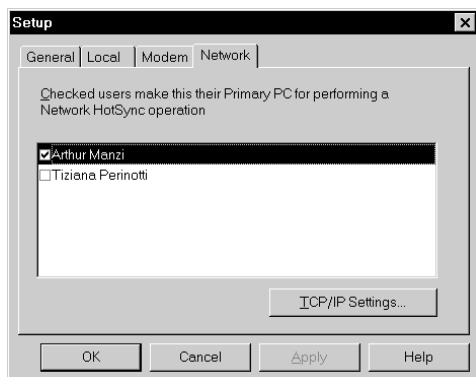 Setup
General Local Modem Network
Checked users make this their Primary PC for performing a
Network HotSync operation
Arthur Manzi
Tiziana Perinotti
TCP/IP Settings...
OK Cancel Apply Help